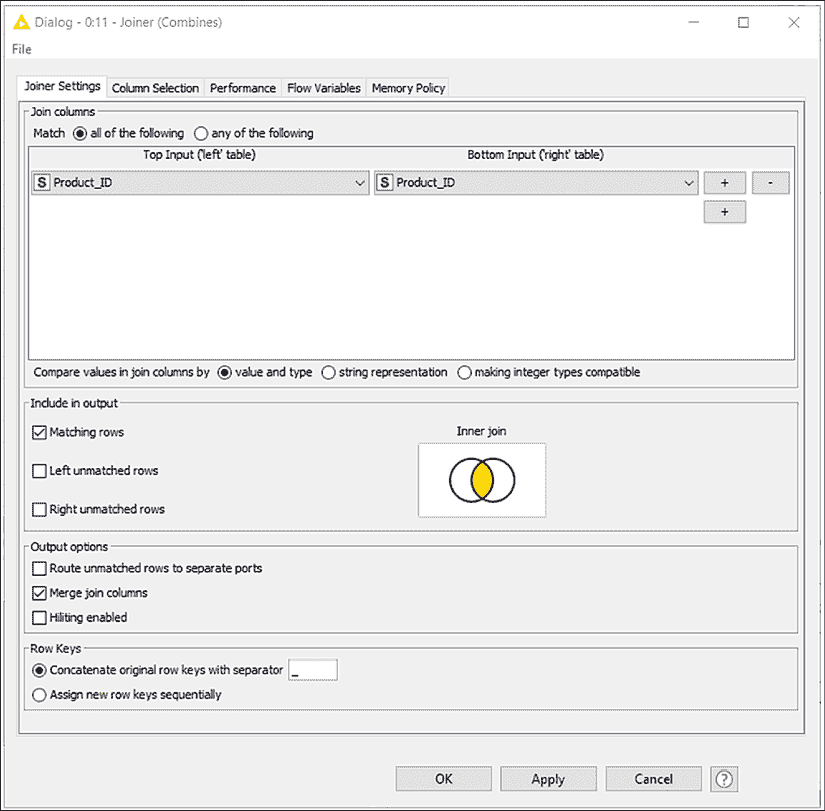 Dialog - 0:11 - Joiner (Combines)
File
Joiner Settings Column Selection Performance Flow Variables Memory Policy
Join columns
Match all of the following any of the following
Top Input ('left' table) Bottom Input ('right' table)
S Product_ID S Product_ID + -
+
Compare values in join columns by value and type string representation making integer types compatible
Include in output
Matching rows Inner join
Left unmatched rows
Right unmatched rows
Output options
Route unmatched rows to separate ports
Merge join columns
Hiliting enabled
Row Keys
Concatenate original row keys with separator _
Assign new row keys sequentially
OK Apply Cancel ?